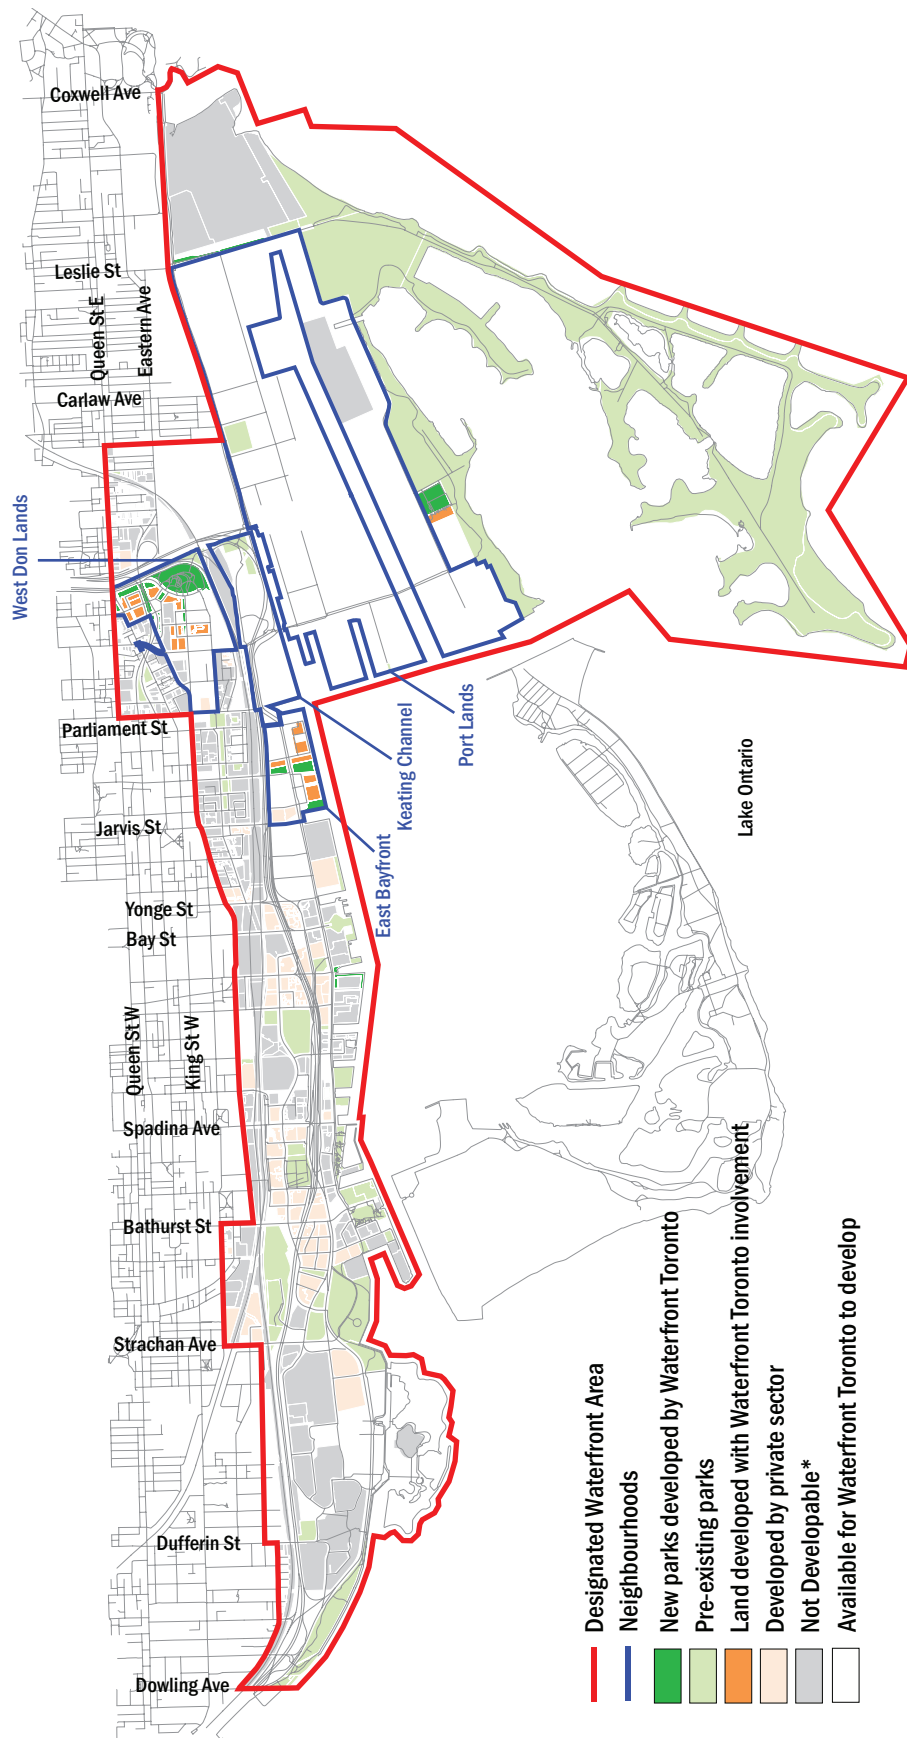 Coxwell Ave
Leslie St
Queen St E
Eastern Ave
Carlaw Ave
West Don Lands
Parliament St
Port Lands
Keating Channel
Jarvis St
East Bayfront
Lake Ontario
Yonge St
Bay St
Queen St W
King St W
Spadina Ave
Bathurst St
Strachan Ave
Dufferin St
Dowling Ave
Designated Waterfront Area
Neighbourhoods
New parks developed by Waterfront Toronto
Pre-existing parks
Land developed with Waterfront Toronto involvement
Developed by private sector
Not Developable*
Available for Waterfront Toronto to develop